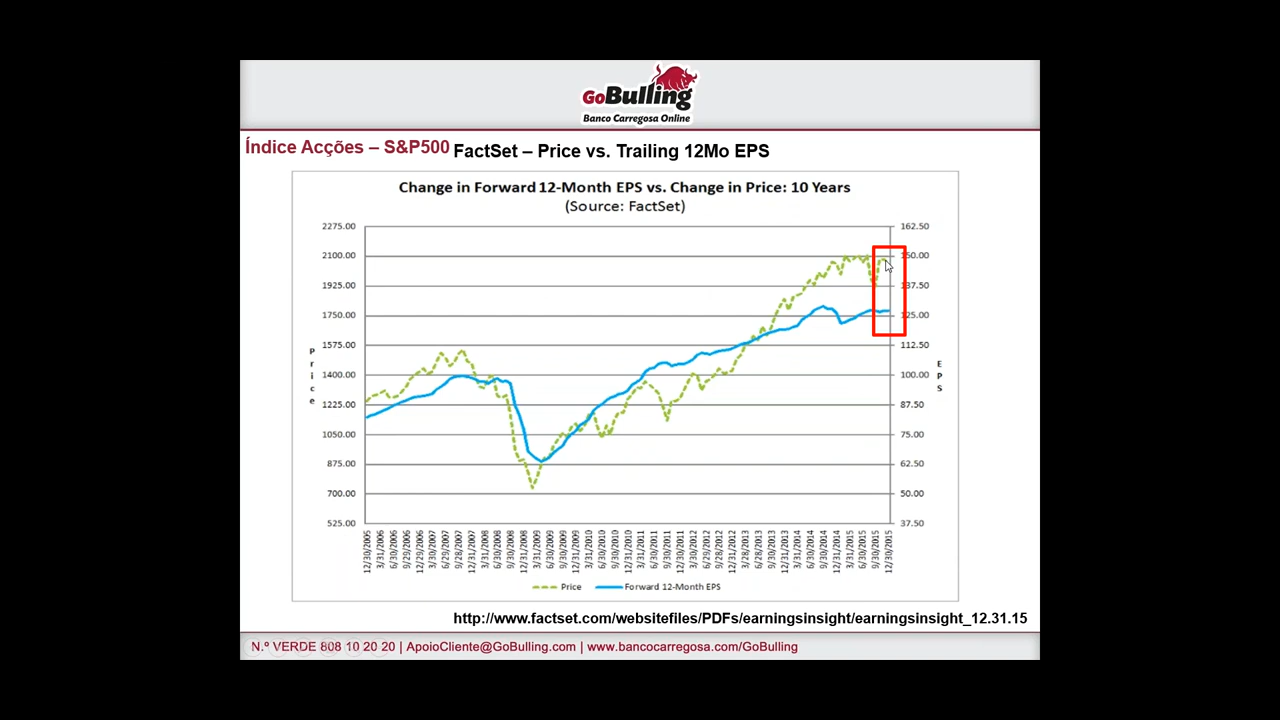 GoBulling
Banco Carregosa Online
Índice Acções – S&P500 FactSet – Price vs. Trailing 12Mo EPS
Change in Forward 12-Month EPS vs. Change in Price: 10 Years
(Source: FactSet)
2275.00 162.50
2100.00 150.00
1925.00 137.50
1750.00 125.00
1575.00 112.50
1400.00 100.00
1225.00 87.50
1050.00 75.00
875.00 62.50
700.00 50.00
525.00 37.50
Price
EPS
12/30/2005 3/31/2006 6/30/2006 9/29/2006 12/29/2006 3/30/2007 6/29/2007 9/28/2007 12/31/2007 3/31/2008 6/30/2008 9/30/2008 12/31/2008 3/31/2009 6/30/2009 9/30/2009 12/31/2009 3/31/2010 6/30/2010 9/30/2010 12/31/2010 3/31/2011 6/30/2011 9/30/2011 12/30/2011 3/30/2012 6/29/2012 9/28/2012 12/31/2012 3/28/2013 6/28/2013 9/30/2013 12/31/2013 3/31/2014 6/30/2014 9/30/2014 12/31/2014 3/31/2015 6/30/2015 9/30/2015 12/30/2015
Price Forward 12-Month EPS
http://www.factset.com/websitefiles/PDFs/earningsinsight/earningsinsight_12.31.15
N.º VERDE 808 10 20 20 | ApoioCliente@GoBulling.com | www.bancocarregosa.com/GoBulling